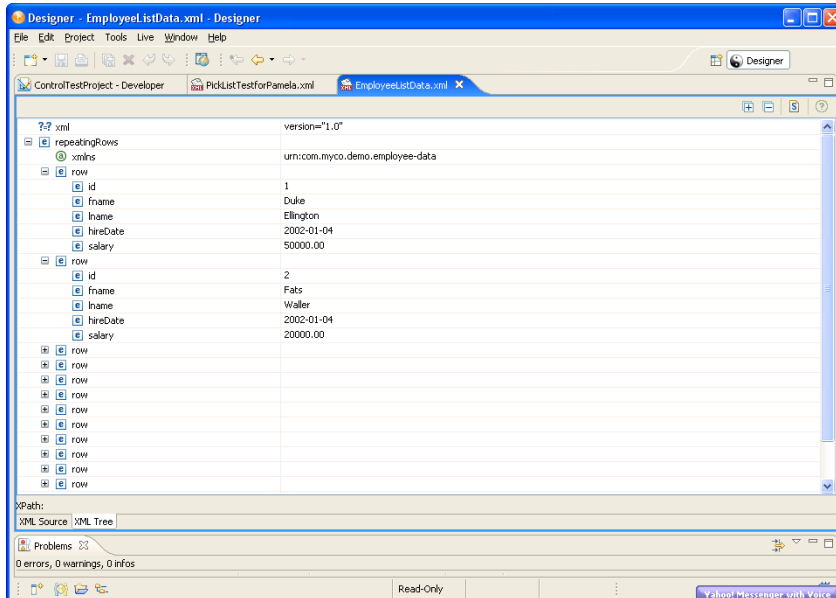 Designer - EmployeeListData.xml - Designer
File Edit Project Tools Live Window Help
Designer
ControlTestProject - Developer PickListTestforPamela.xml EmployeeListData.xml
?=? xml version="1.0"
e repeatingRows
a xmlns urn:com.myco.demo.employee-data
e row
e id 1
e fname Duke
e lname Ellington
e hireDate 2002-01-04
e salary 50000.00
e row
e id 2
e fname Fats
e lname Waller
e hireDate 2002-01-04
e salary 20000.00
e row
e row
e row
e row
e row
e row
e row
e row
e row
e row
XPath:
XML Source XML Tree
Problems
0 errors, 0 warnings, 0 infos
Read-Only
Yahoo! Messenger with Voice